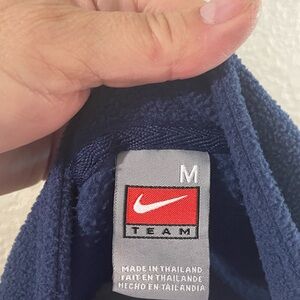 M
TEAM
MADE IN THAILAND
FAIT EN THAILANDE
HECHO EN TAILANDIA